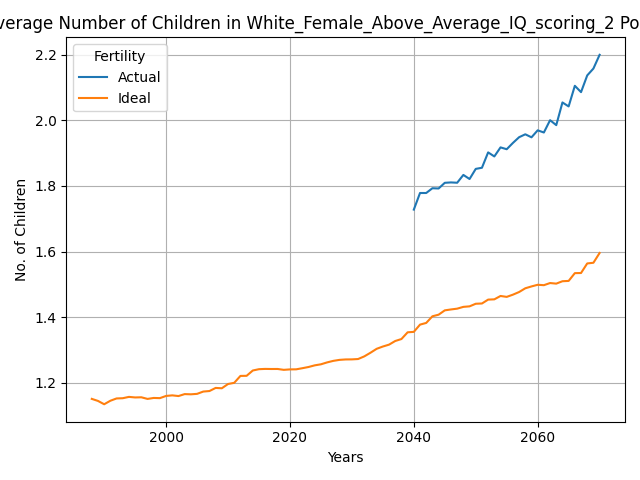 verage Number of Children in White_Female_Above_Average_IQ_scoring_2 Po
Fertility
Actual
Ideal
No. of Children
2.2
2.0
1.8
1.6
1.4
1.2
2000 2020 2040 2060
Years